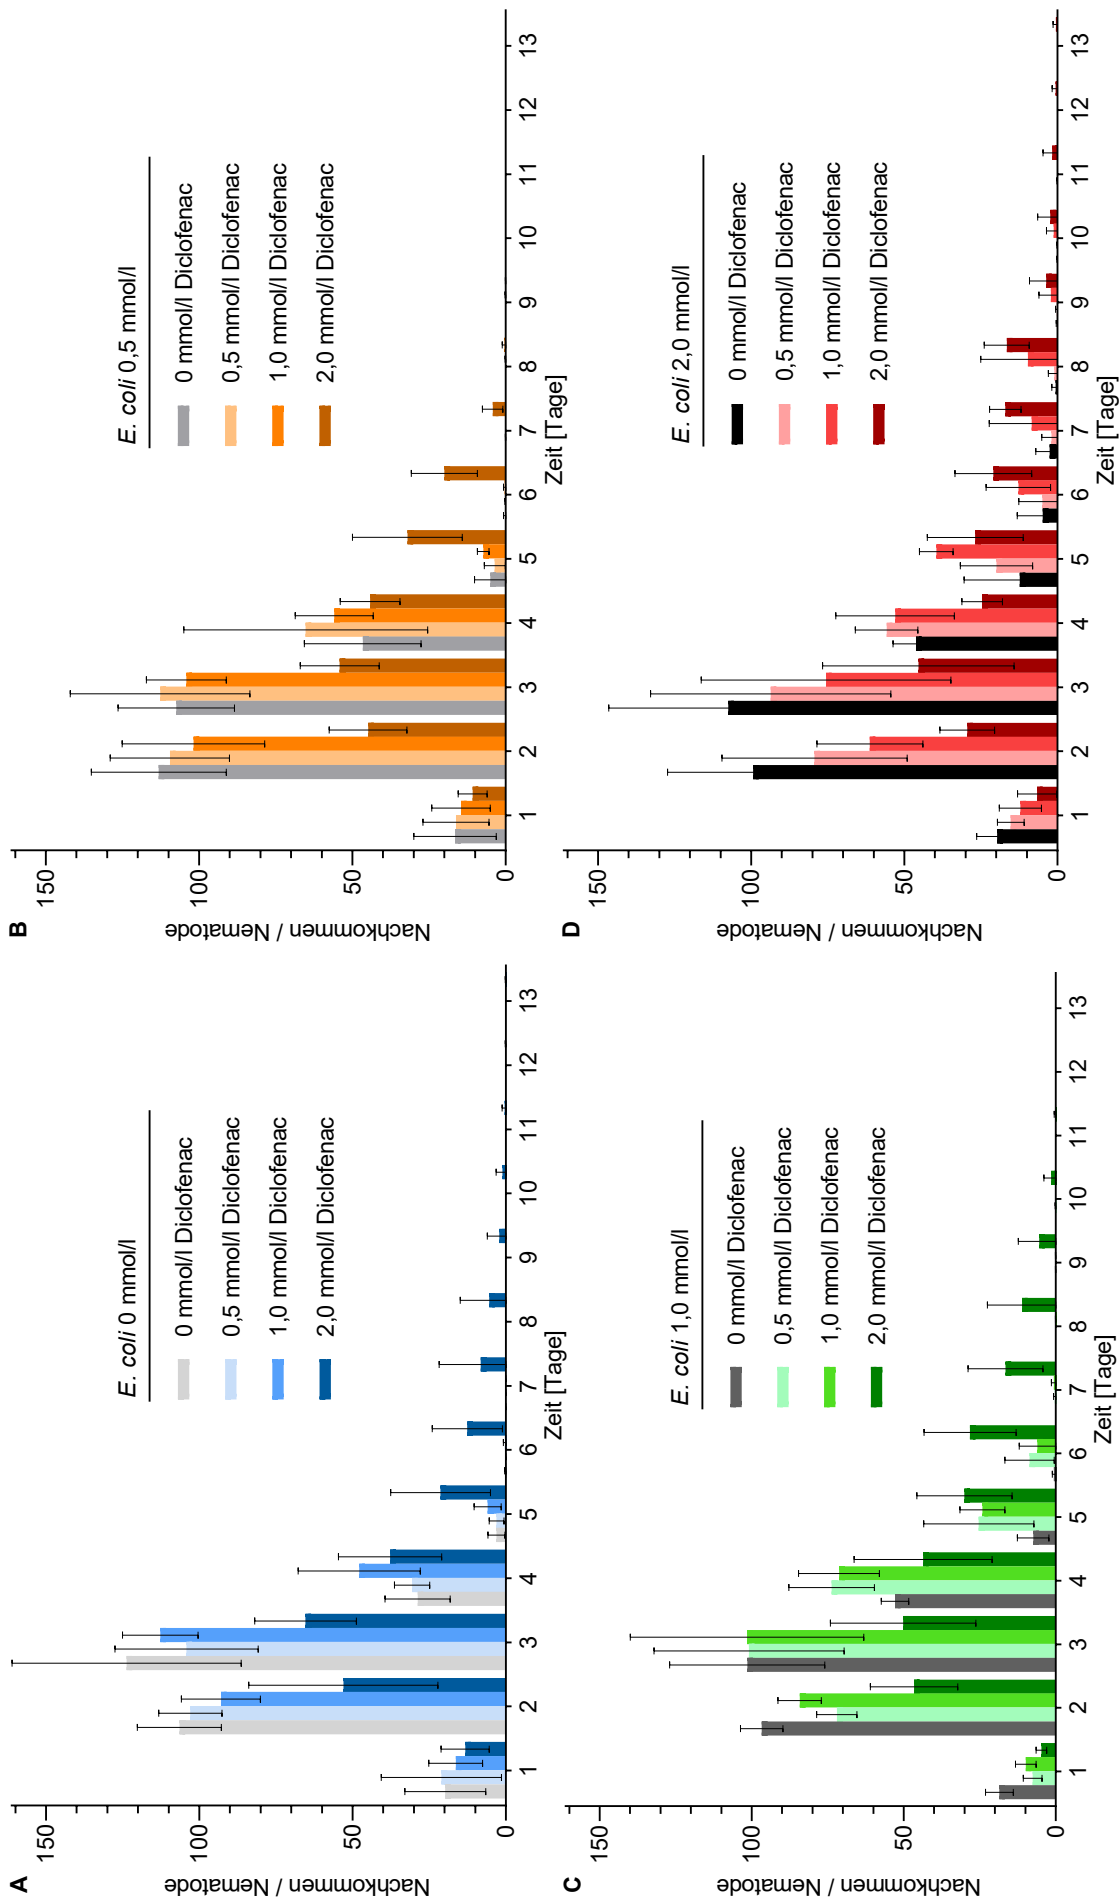 A
Nachkommen / Nematode
150
100
50
0
E. coli 0 mmol/l
0 mmol/l Diclofenac
0,5 mmol/l Diclofenac
1,0 mmol/l Diclofenac
2,0 mmol/l Diclofenac
1 2 3 4 5 6 7 8 9 10 11 12 13
Zeit [Tage]
B
Nachkommen / Nematode
150
100
50
0
E. coli 0,5 mmol/l
0 mmol/l Diclofenac
0,5 mmol/l Diclofenac
1,0 mmol/l Diclofenac
2,0 mmol/l Diclofenac
1 2 3 4 5 6 7 8 9 10 11 12 13
Zeit [Tage]
C
Nachkommen / Nematode
150
100
50
0
E. coli 1,0 mmol/l
0 mmol/l Diclofenac
0,5 mmol/l Diclofenac
1,0 mmol/l Diclofenac
2,0 mmol/l Diclofenac
1 2 3 4 5 6 7 8 9 10 11 12 13
Zeit [Tage]
D
Nachkommen / Nematode
150
100
50
0
E. coli 2,0 mmol/l
0 mmol/l Diclofenac
0,5 mmol/l Diclofenac
1,0 mmol/l Diclofenac
2,0 mmol/l Diclofenac
1 2 3 4 5 6 7 8 9 10 11 12 13
Zeit [Tage]